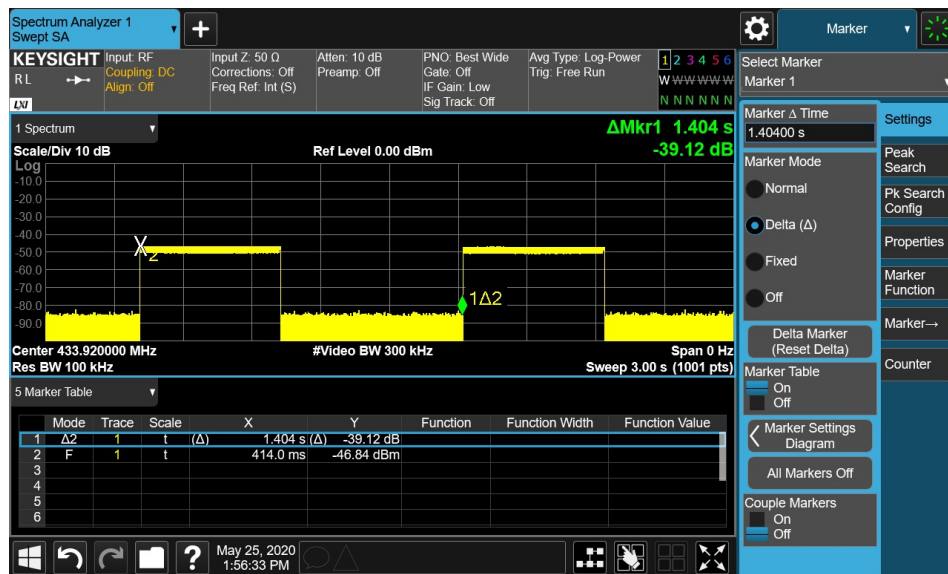 Spectrum Analyzer 1
Swept SA
+
Marker
KEYSIGHT
R L
LXI
Input: RF
Coupling: DC
Align: Off
Input Z: 50 Ω
Corrections: Off
Freq Ref: Int (S)
Atten: 10 dB
Preamp: Off
PNO: Best Wide
Gate: Off
IF Gain: Low
Sig Track: Off
Avg Type: Log-Power
Trig: Free Run
1 2 3 4 5 6
W W W W W W
N N N N N N
Select Marker
Marker 1
1 Spectrum
ΔMkr1 1.404 s
Scale/Div 10 dB
Ref Level 0.00 dBm
-39.12 dB
Log
-10.0
-20.0
-30.0
-40.0
-50.0
-60.0
-70.0
-80.0
-90.0
X2
1Δ2
Center 433.920000 MHz
#Video BW 300 kHz
Span 0 Hz
Res BW 100 kHz
Sweep 3.00 s (1001 pts)
5 Marker Table
Mode Trace Scale X Y Function Function Width Function Value
1 Δ2 1 t (Δ) 1.404 s (Δ) -39.12 dB
2 F 1 t 414.0 ms -46.84 dBm
3
4
5
6
Marker Δ Time
1.40400 s
Marker Mode
Normal
Delta (Δ)
Fixed
Off
Delta Marker
(Reset Delta)
Marker Table
On
Off
Marker Settings
Diagram
All Markers Off
Couple Markers
On
Off
Settings
Peak
Search
Pk Search
Config
Properties
Marker
Function
Marker→
Counter
?
May 25, 2020
1:56:33 PM